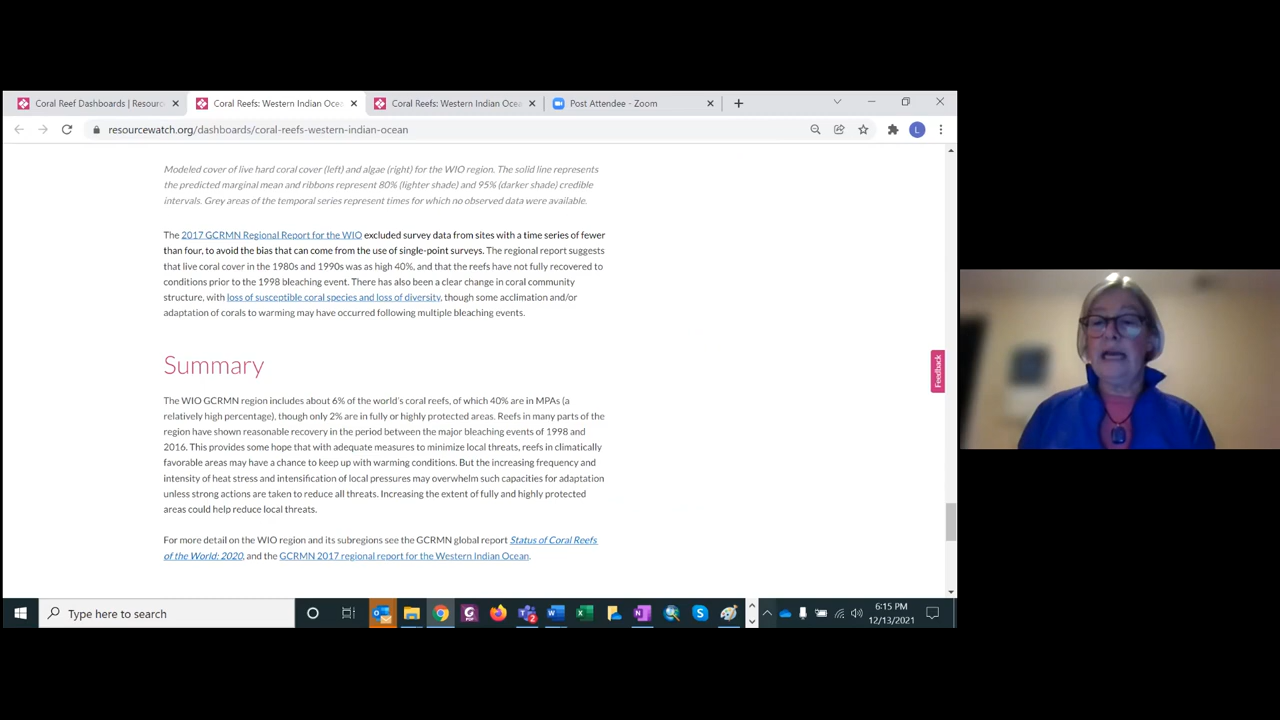 Coral Reef Dashboards | Resourc
Coral Reefs: Western Indian Oce
Coral Reefs: Western Indian Oce
Post Attendee - Zoom
resourcewatch.org/dashboards/coral-reefs-western-indian-ocean
L
Modeled cover of live hard coral cover (left) and algae (right) for the WIO region. The solid line represents
the predicted marginal mean and ribbons represent 80% (lighter shade) and 95% (darker shade) credible
intervals. Grey areas of the temporal series represent times for which no observed data were available.
The 2017 GCRMN Regional Report for the WIO excluded survey data from sites with a time series of fewer
than four, to avoid the bias that can come from the use of single-point surveys. The regional report suggests
that live coral cover in the 1980s and 1990s was as high 40%, and that the reefs have not fully recovered to
conditions prior to the 1998 bleaching event. There has also been a clear change in coral community
structure, with loss of susceptible coral species and loss of diversity, though some acclimation and/or
adaptation of corals to warming may have occurred following multiple bleaching events.
Summary
Feedback
The WIO GCRMN region includes about 6% of the world's coral reefs, of which 40% are in MPAs (a
relatively high percentage), though only 2% are in fully or highly protected areas. Reefs in many parts of the
region have shown reasonable recovery in the period between the major bleaching events of 1998 and
2016. This provides some hope that with adequate measures to minimize local threats, reefs in climatically
favorable areas may have a chance to keep up with warming conditions. But the increasing frequency and
intensity of heat stress and intensification of local pressures may overwhelm such capacities for adaptation
unless strong actions are taken to reduce all threats. Increasing the extent of fully and highly protected
areas could help reduce local threats.
For more detail on the WIO region and its subregions see the GCRMN global report Status of Coral Reefs
of the World: 2020, and the GCRMN 2017 regional report for the Western Indian Ocean.
Type here to search
6:15 PM
12/13/2021